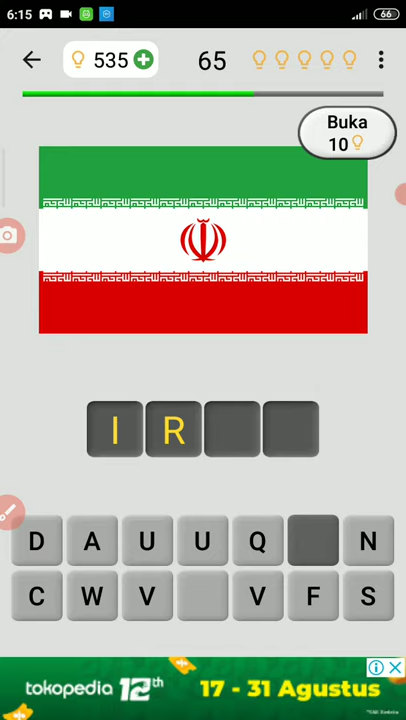 6:15 66
535 65
Buka
10
I R
D A U U Q N
C W V V F S
tokopedia 12th 17 - 31 Agustus